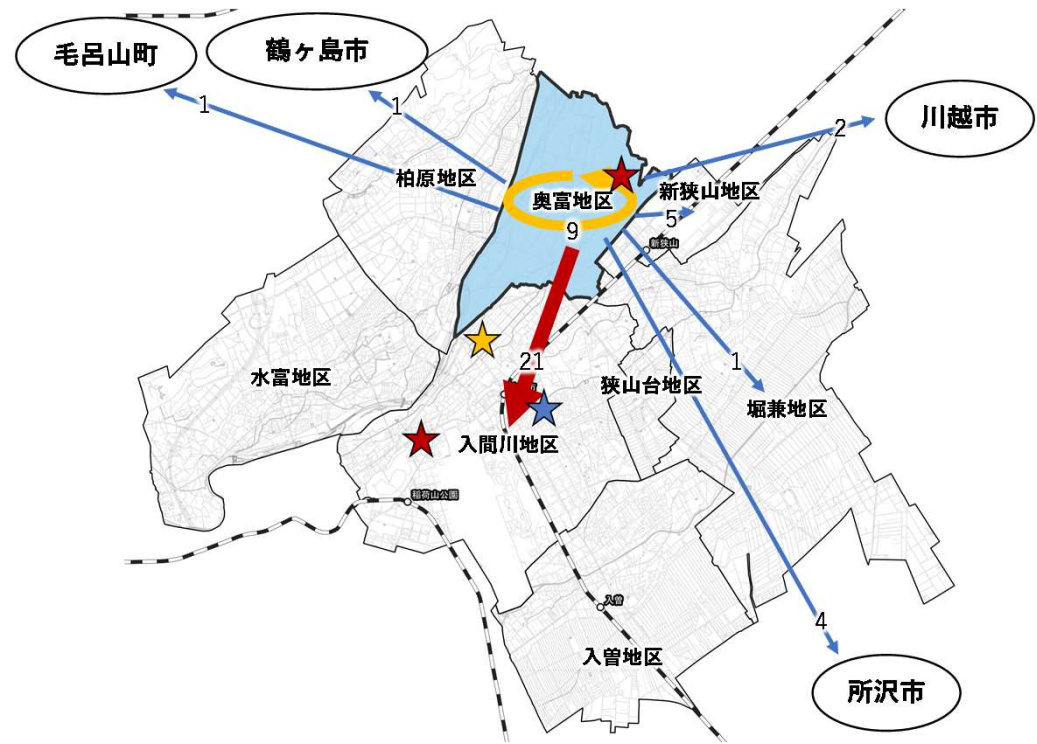 毛呂山町
鶴ヶ島市
川越市
1
1
2
柏原地区
奥富地区
新狭山地区
9
5
新狭山
21
1
水富地区
狭山台地区
堀兼地区
入間川地区
稲荷山公園
入曽
4
入曽地区
所沢市